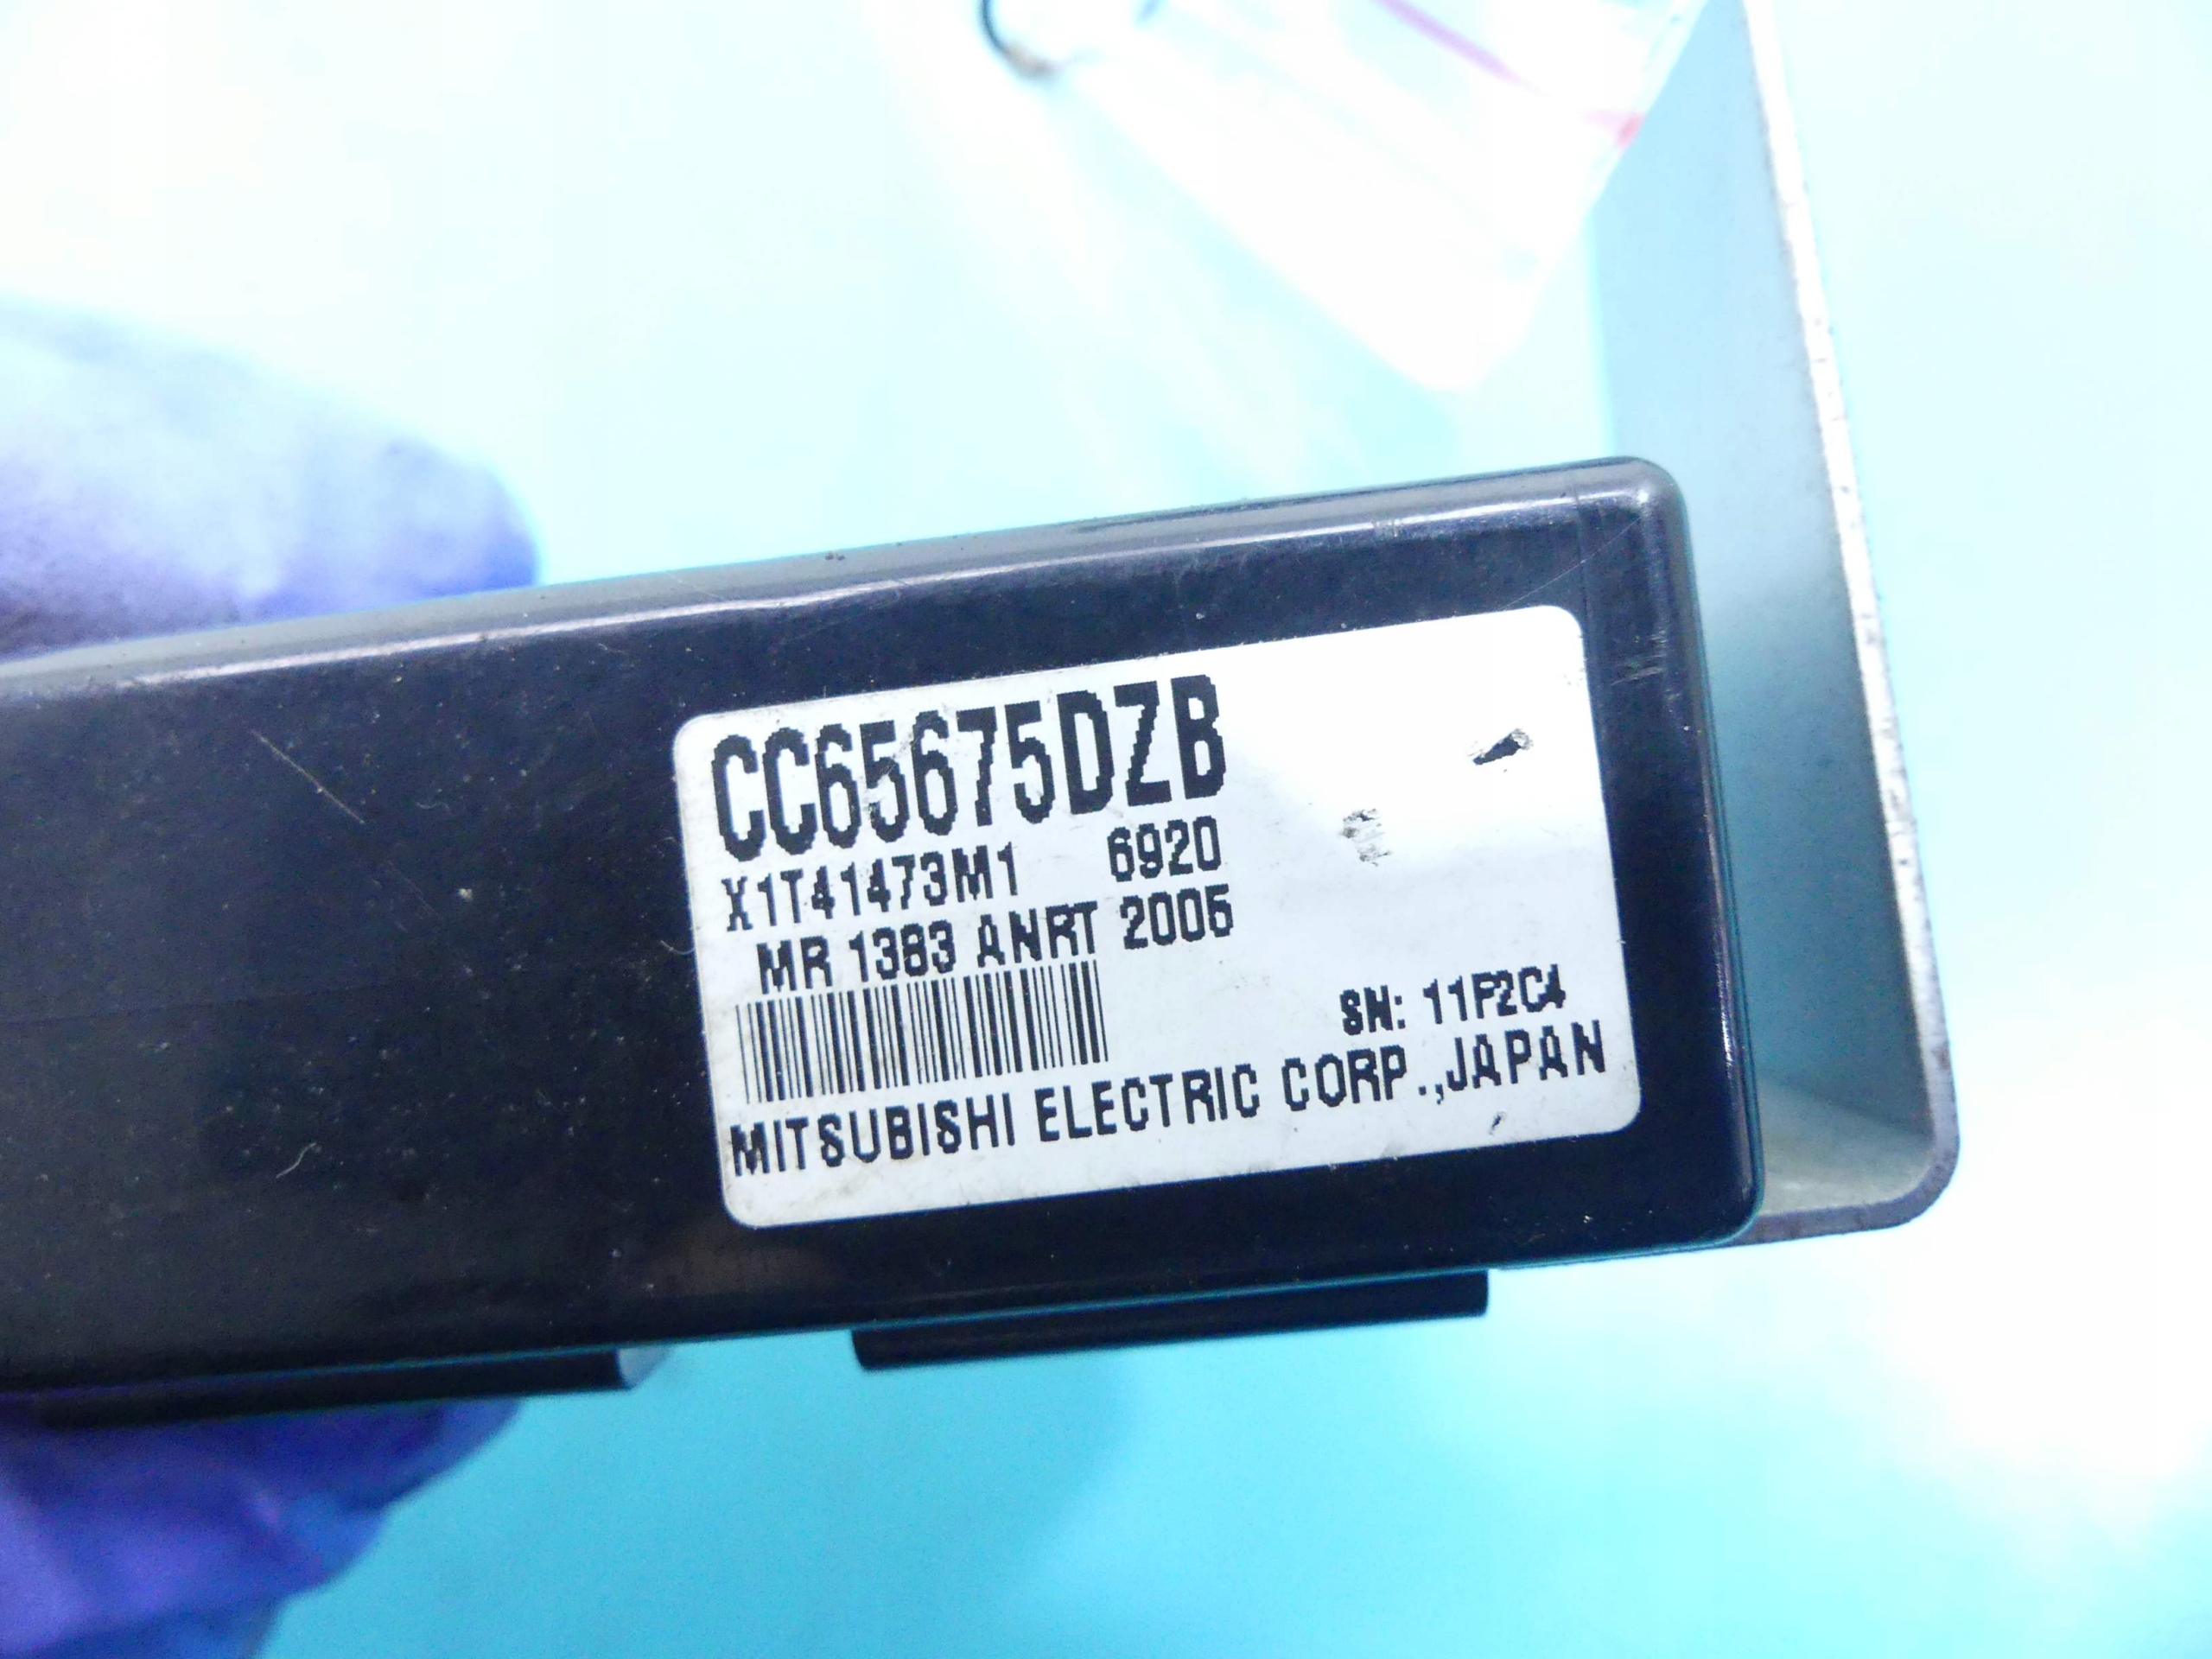 CC65675DZB
X1T41473M1 6920
MR 1383 ANRT 2005
SN: 11P2C4
MITSUBISHI ELECTRIC CORP.,JAPAN